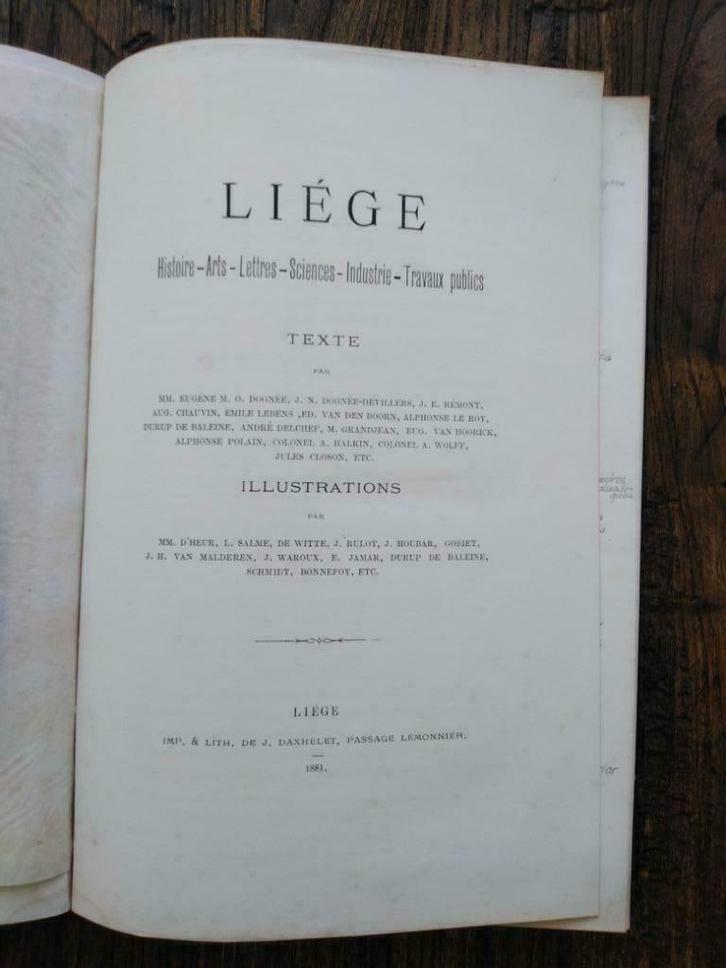 LIÉGE
Histoire - Arts - Lettres - Sciences - Industrie - Travaux publics
TEXTE
PAR
MM. EUGÈNE M. O. DOGNÉE, J. N. DOGNÉE-DEVILLERS, J. E. RÉMONT,
AUG. CHAUVIN, EMILE LEBENS ,ED. VAN DEN BOORN, ALPHONSE LE ROY,
DURUP DE BALEINE, ANDRÉ DELCHEF, M. GRANDJEAN, EUG. VAN HOORICK,
ALPHONSE POLAIN, COLONEL A. HALKIN, COLONEL A. WOLFF,
JULES CLOSON, ETC.
ILLUSTRATIONS
PAR
MM. D'HEUR, L. SALME, DE WITTE, J. RULOT, J. HOUBAR, GOBIET,
J. H. VAN MALDEREN, J. WAROUX, E. JAMAR, DURUP DE BALEINE,
SCHMIDT, BONNEFOY, ETC.
LIÉGE
IMP. & LITH. DE J. DAXHELET, PASSAGE LEMONNIER.
1881.